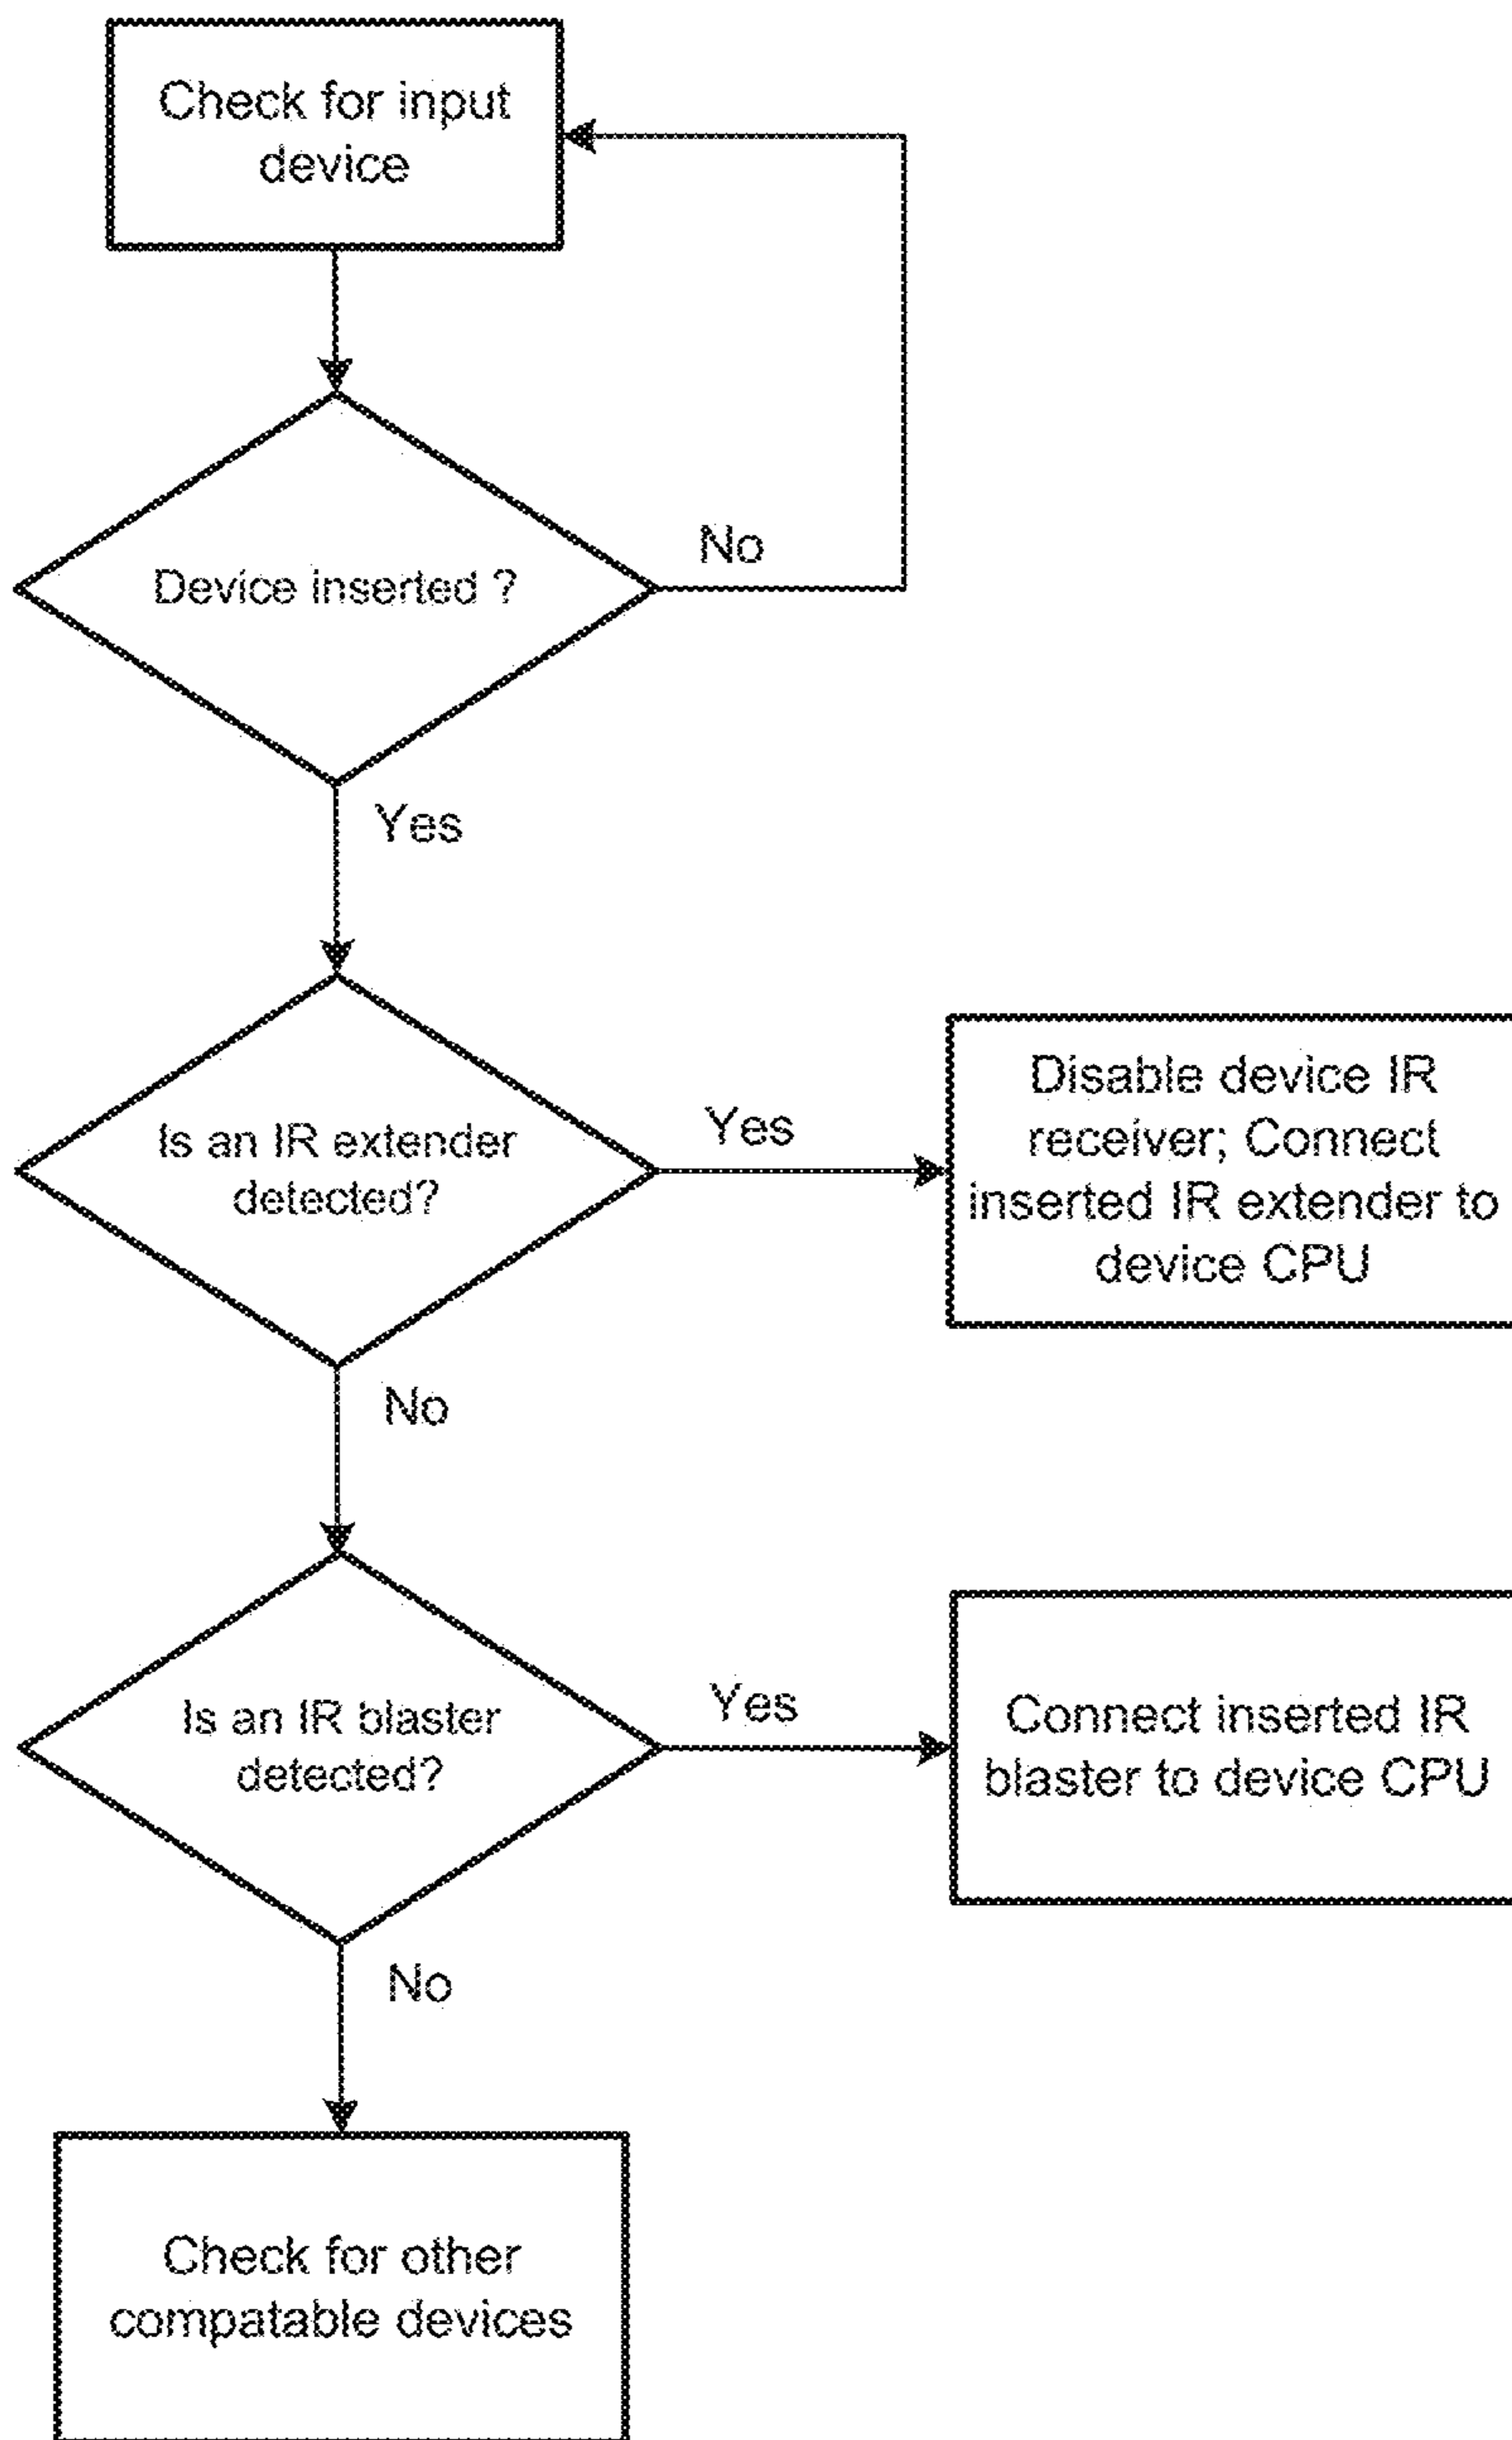 Check for input
device
No
Device inserted ?
Yes
Disable device IR
receiver; Connect
inserted IR extender to
device CPU
Is an IR extender
detected?
Yes
No
Is an IR blaster
detected?
Yes
Connect inserted IR
blaster to device CPU
No
Check for other
compatable devices